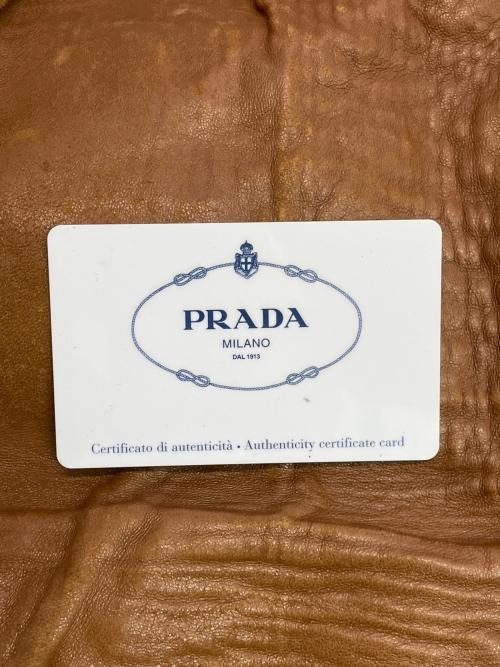 PRADA
MILANO
DAL 1913
Certificato di autenticità • Authenticity certificate card